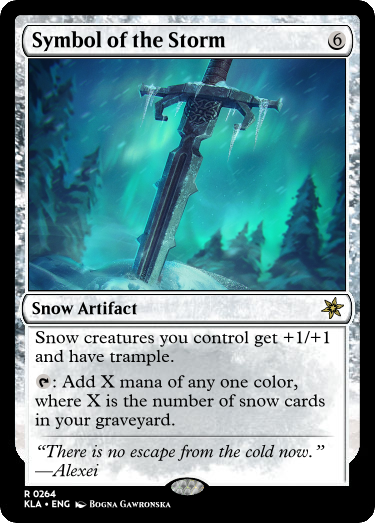 Symbol of the Storm 6
Snow Artifact
Snow creatures you control get +1/+1
and have trample.
: Add X mana of any one color,
where X is the number of snow cards
in your graveyard.
“There is no escape from the cold now.”
—Alexei
R 0264
KLA • ENG Bogna Gawronska